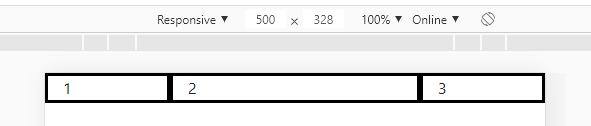 Responsive ▼ 500 × 328 100% ▼ Online ▼
1 2 3